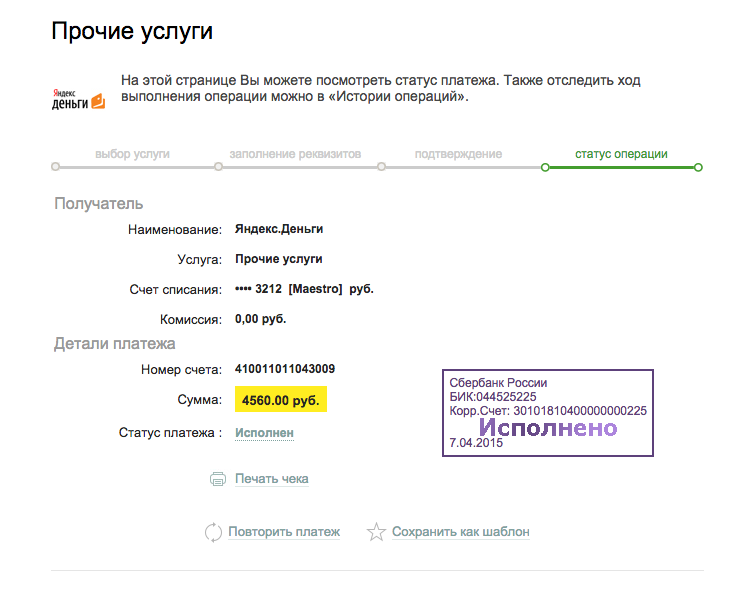 Прочие услуги
Яндекс
деньги
На этой странице Вы можете посмотреть статус платежа. Также отследить ход
выполнения операции можно в «Истории операций».
выбор услуги
заполнение реквизитов
подтверждение
статус операции
Получатель
Наименование: Яндекс.Деньги
Услуга: Прочие услуги
Счет списания: •••• 3212 [Maestro] руб.
Комиссия: 0,00 руб.
Детали платежа
Номер счета: 410011011043009
Сумма: 4560.00 руб.
Статус платежа : Исполнен
Сбербанк России
БИК:044525225
Корр.Счет: 30101810400000000225
Исполнено
7.04.2015
Печать чека
Повторить платеж
Сохранить как шаблон